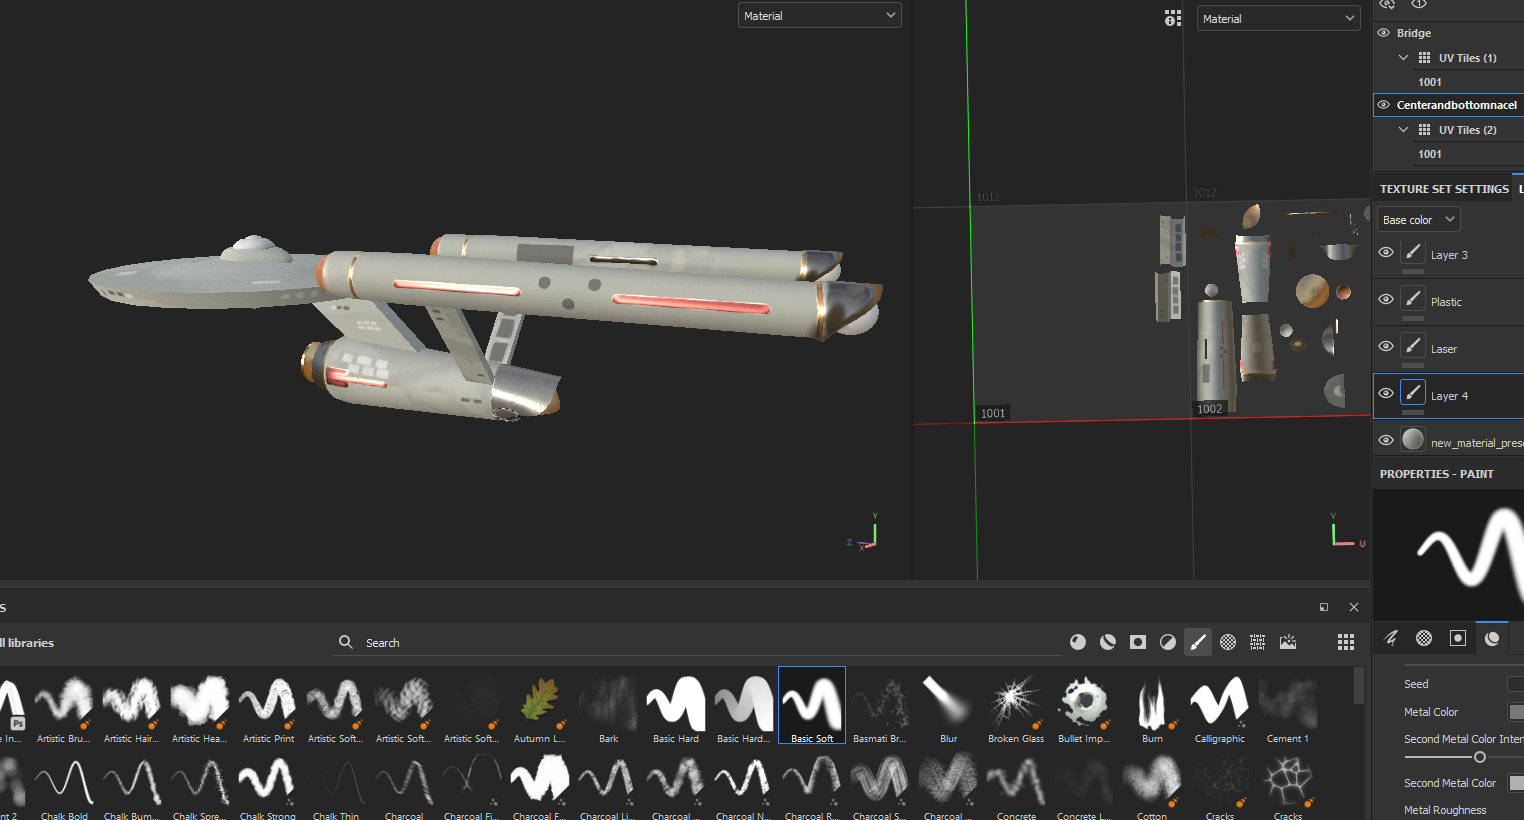 Material
Material
Bridge
UV Tiles (1)
1001
Centerandbottomnacel
UV Tiles (2)
1001
TEXTURE SET SETTINGS L
Base color
Layer 3
Plastic
Laser
Layer 4
new_material_prese
PROPERTIES - PAINT
1011
1012
1001
1002
Y
Z
X
V
U
S
ll libraries
Search
Ps
e In...
Artistic Bru...
Artistic Hair...
Artistic Hea...
Artistic Print
Artistic Soft...
Artistic Soft...
Artistic Soft...
Autumn L...
Bark
Basic Hard
Basic Hard...
Basic Soft
Basmati Br...
Blur
Broken Glass
Bullet Imp...
Burn
Calligraphic
Cement 1
nt 2
Chalk Bold
Chalk Bum...
Chalk Spre...
Chalk Strong
Chalk Thin
Charcoal
Charcoal Fi...
Charcoal F...
Charcoal Li...
Charcoal ...
Charcoal N...
Charcoal R...
Charcoal S...
Charcoal ...
Concrete
Concrete L...
Cotton
Cracks
Cracks
Seed
Metal Color
Second Metal Color Inten
Second Metal Color
Metal Roughness